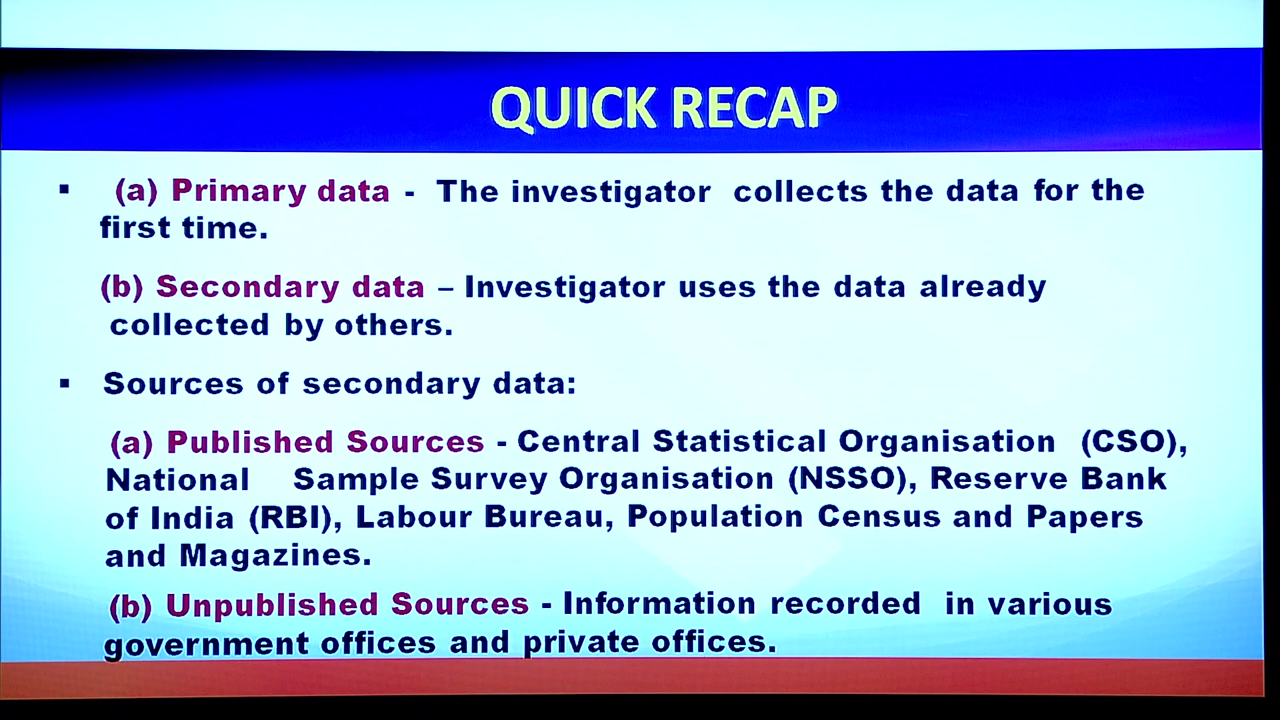 QUICK RECAP
▪ (a) Primary data - The investigator collects the data for the
first time.
(b) Secondary data – Investigator uses the data already
collected by others.
▪ Sources of secondary data:
(a) Published Sources - Central Statistical Organisation (CSO),
National Sample Survey Organisation (NSSO), Reserve Bank
of India (RBI), Labour Bureau, Population Census and Papers
and Magazines.
(b) Unpublished Sources - Information recorded in various
government offices and private offices.